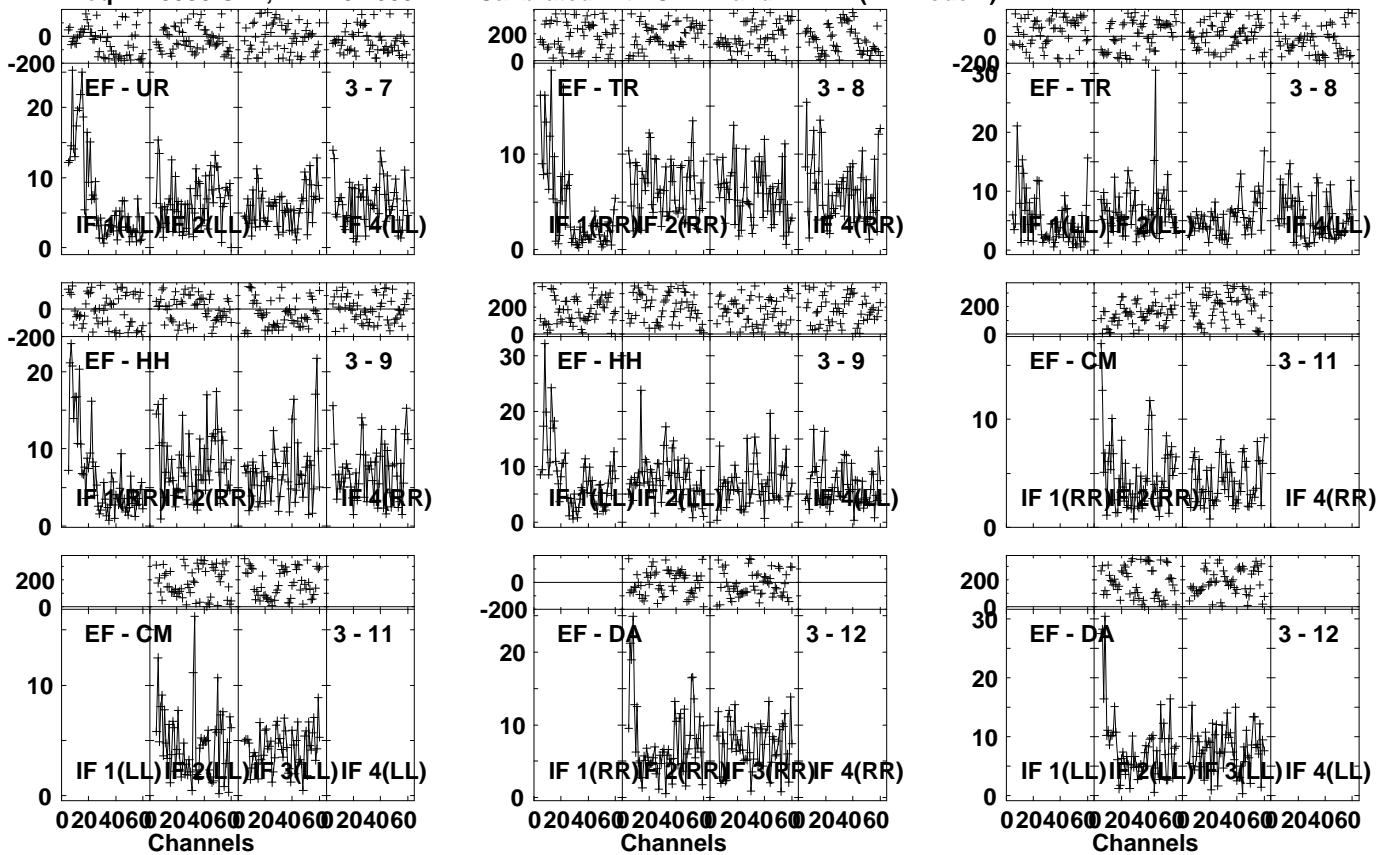 0
-200
EF - UR 3 - 7
20
10
0
IF 1(LL) IF 2(LL) IF 4(LL)
200
0
EF - TR 3 - 8
10
0
IF 1(RR) IF 2(RR) IF 4(RR)
0
-200
EF - TR 3 - 8
30
20
10
0
IF 1(LL) IF 2(LL) IF 4(LL)
0
-200
EF - HH 3 - 9
20
10
0
IF 1(RR) IF 2(RR) IF 4(RR)
200
0
EF - HH 3 - 9
30
20
10
0
IF 1(LL) IF 2(LL) IF 4(LL)
200
0
EF - CM 3 - 11
10
0
IF 1(RR) IF 2(RR) IF 4(RR)
200
0
EF - CM 3 - 11
10
0
IF 1(LL) IF 2(LL) IF 3(LL) IF 4(LL)
0 20 40 60 0 20 40 60 0 20 40 60 0 20 40 60
Channels
0
-200
EF - DA 3 - 12
20
10
0
IF 1(RR) IF 2(RR) IF 3(RR) IF 4(RR)
0 20 40 60 0 20 40 60 0 20 40 60 0 20 40 60
Channels
200
0
EF - DA 3 - 12
30
20
10
0
IF 1(LL) IF 2(LL) IF 3(LL) IF 4(LL)
0 20 40 60 0 20 40 60 0 20 40 60 0 20 40 60
Channels